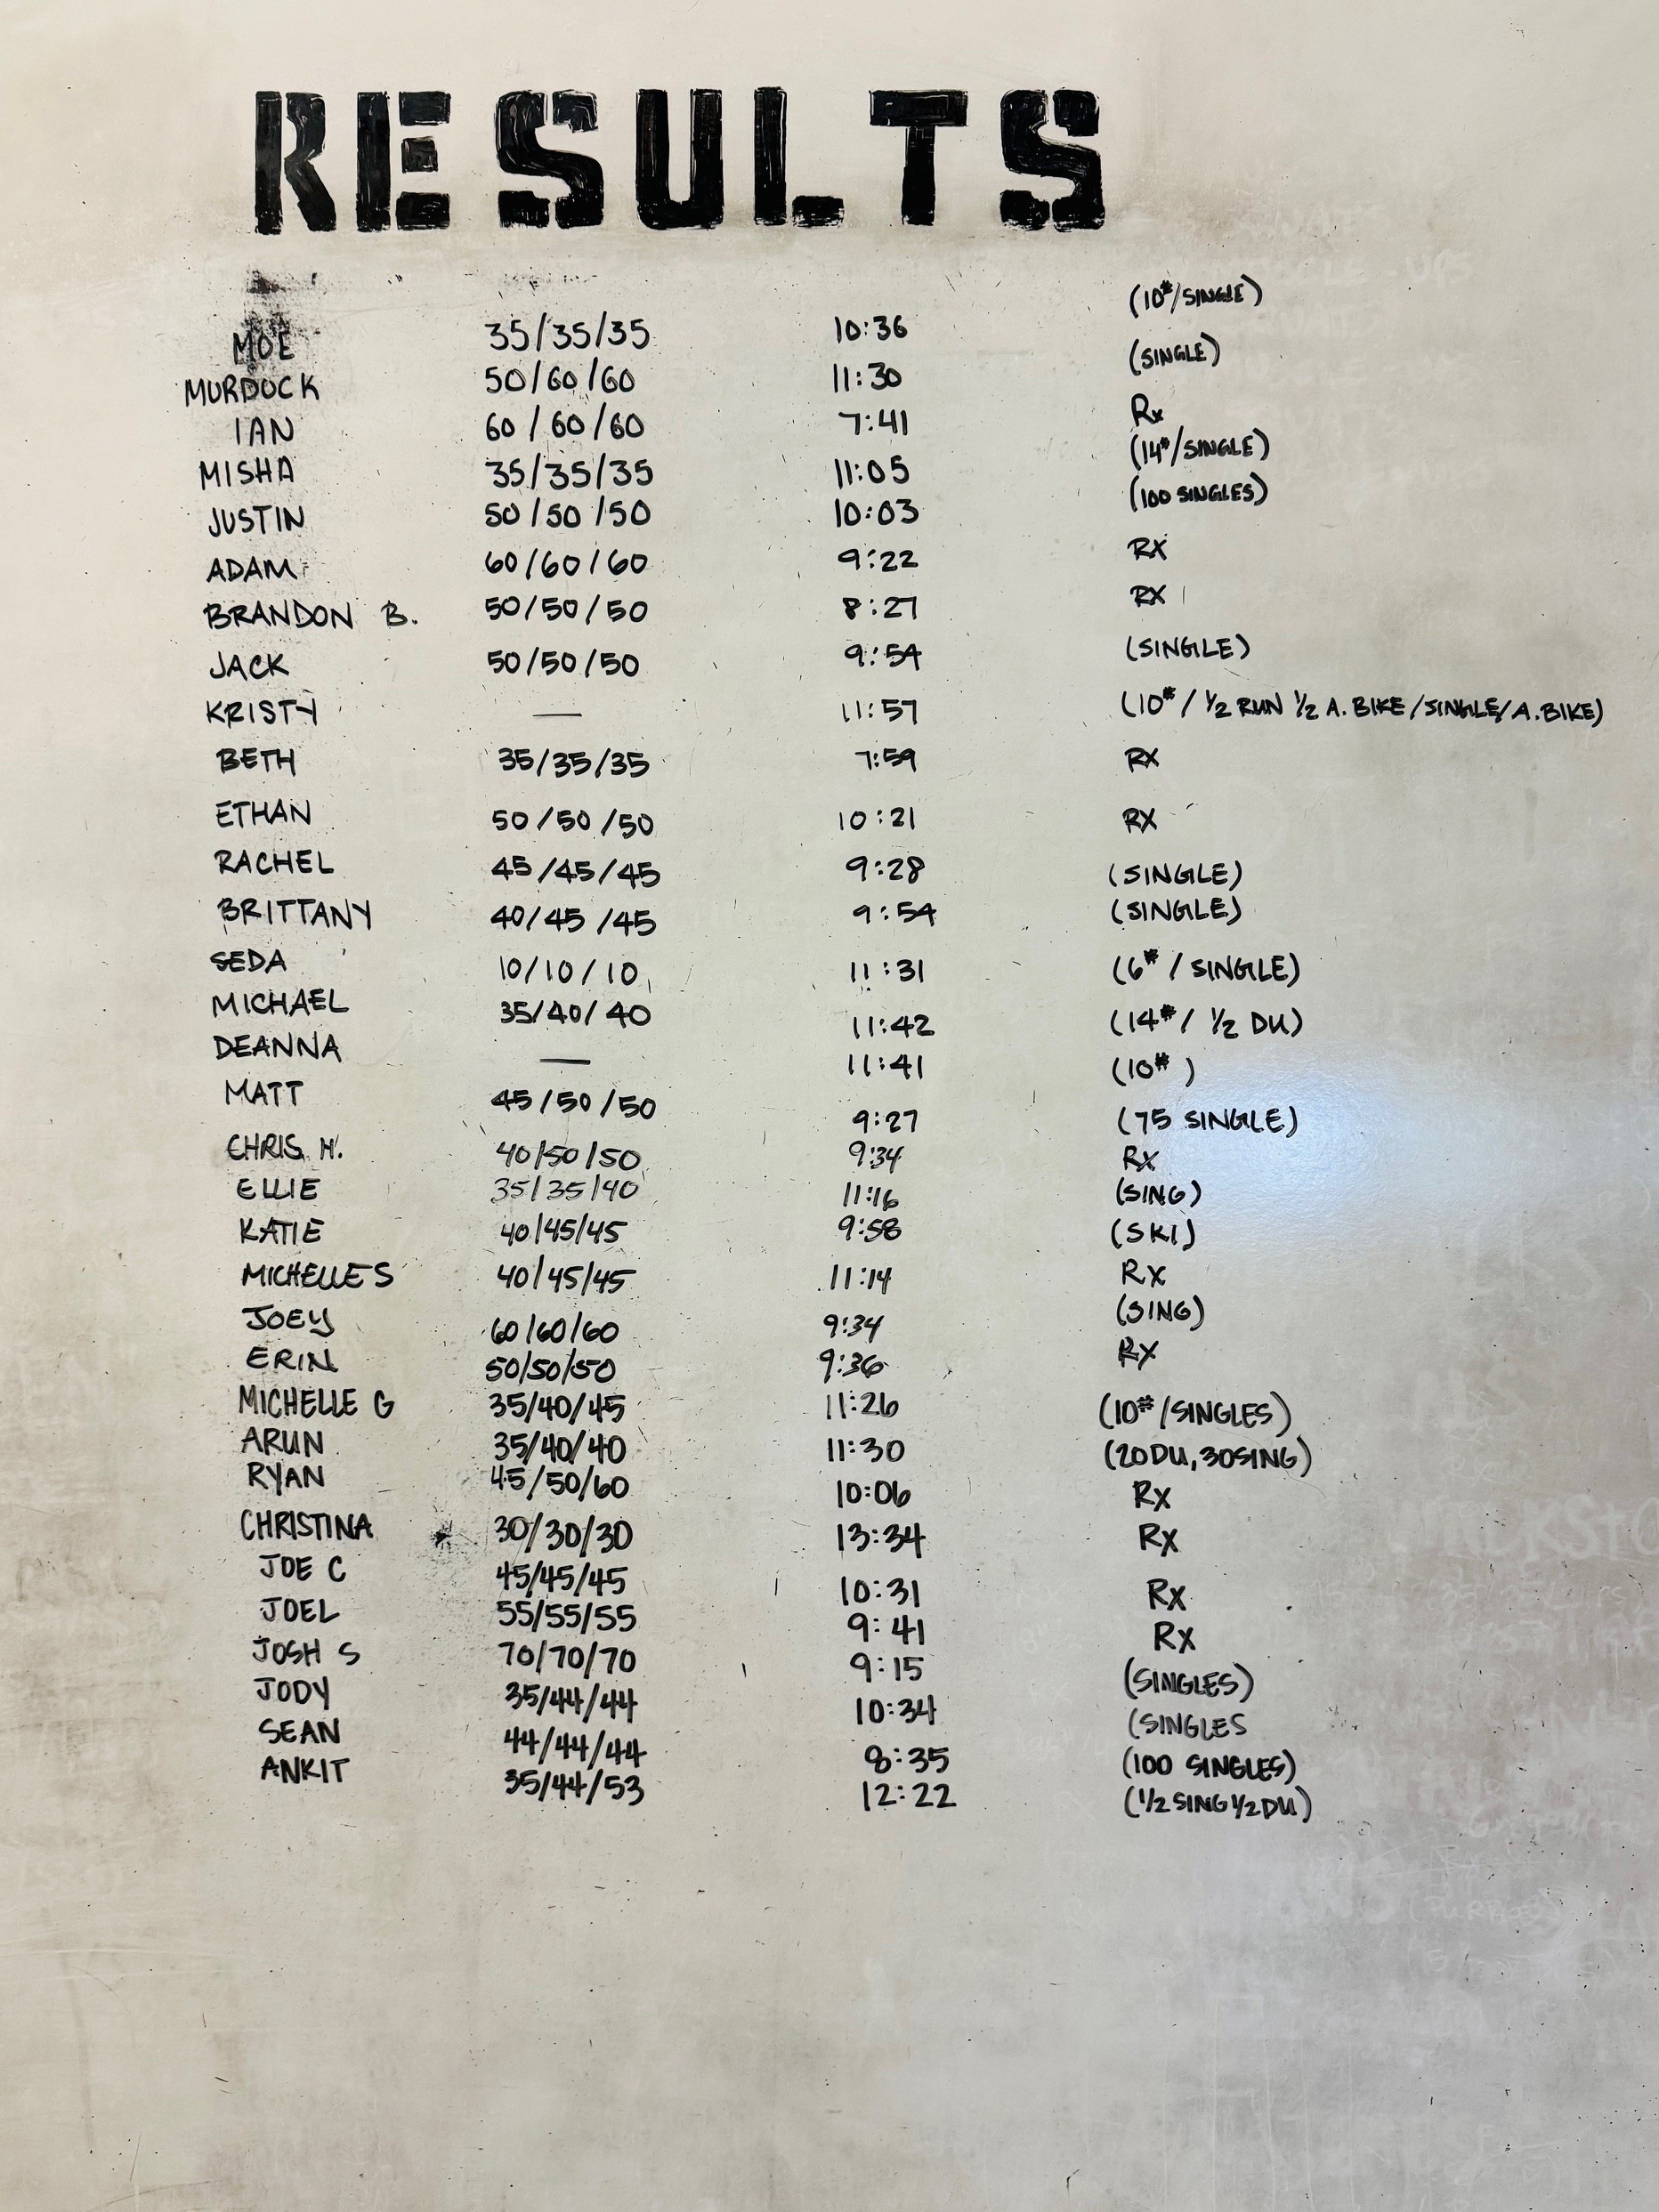 RESULTS
MOE 35/35/35 10:36 (10#/SINGLE)
MURDOCK 50/60/60 11:30 (SINGLE)
IAN 60/60/60 7:41 Rx
MISHA 35/35/35 11:05 (14#/SINGLE)
JUSTIN 50/50/50 10:03 (100 SINGLES)
ADAM 60/60/60 9:22 RX
BRANDON B. 50/50/50 8:27 RX
JACK 50/50/50 9:54 (SINGLE)
KRISTY — 11:57 (10#/ 1/2 RUN 1/2 A. BIKE/SINGLE/A.BIKE)
BETH 35/35/35 7:59 RX
ETHAN 50/50/50 10:21 RX
RACHEL 45/45/45 9:28 (SINGLE)
BRITTANY 40/45/45 9:54 (SINGLE)
SEDA 10/10/10 11:31 (6# / SINGLE)
MICHAEL 35/40/40 11:42 (14# / 1/2 DU)
DEANNA — 11:41 (10# )
MATT 45/50/50 9:27 (75 SINGLE)
CHRIS M. 40/50/50 9:34 Rx
ELLIE 35/35/40 11:16 (SING)
KATIE 40/45/45 9:58 (SKI)
MICHELLE S 40/45/45 11:14 Rx
JOEY 60/60/60 9:34 (SING)
ERIN 50/50/50 9:36 Rx
MICHELLE G 35/40/45 11:26 (10#/SINGLES)
ARUN 35/40/40 11:30 (20DU, 30SING)
RYAN 45/50/60 10:06 Rx
CHRISTINA 30/30/30 13:34 Rx
JOE C 45/45/45 10:31 Rx
JOEL 55/55/55 9:41 Rx
JOSH S 70/70/70 9:15 (SINGLES)
JODY 35/44/44 10:34 (SINGLES
SEAN 44/44/44 8:35 (100 SINGLES)
ANKIT 35/44/53 12:22 (1/2 SING 1/2 DU)